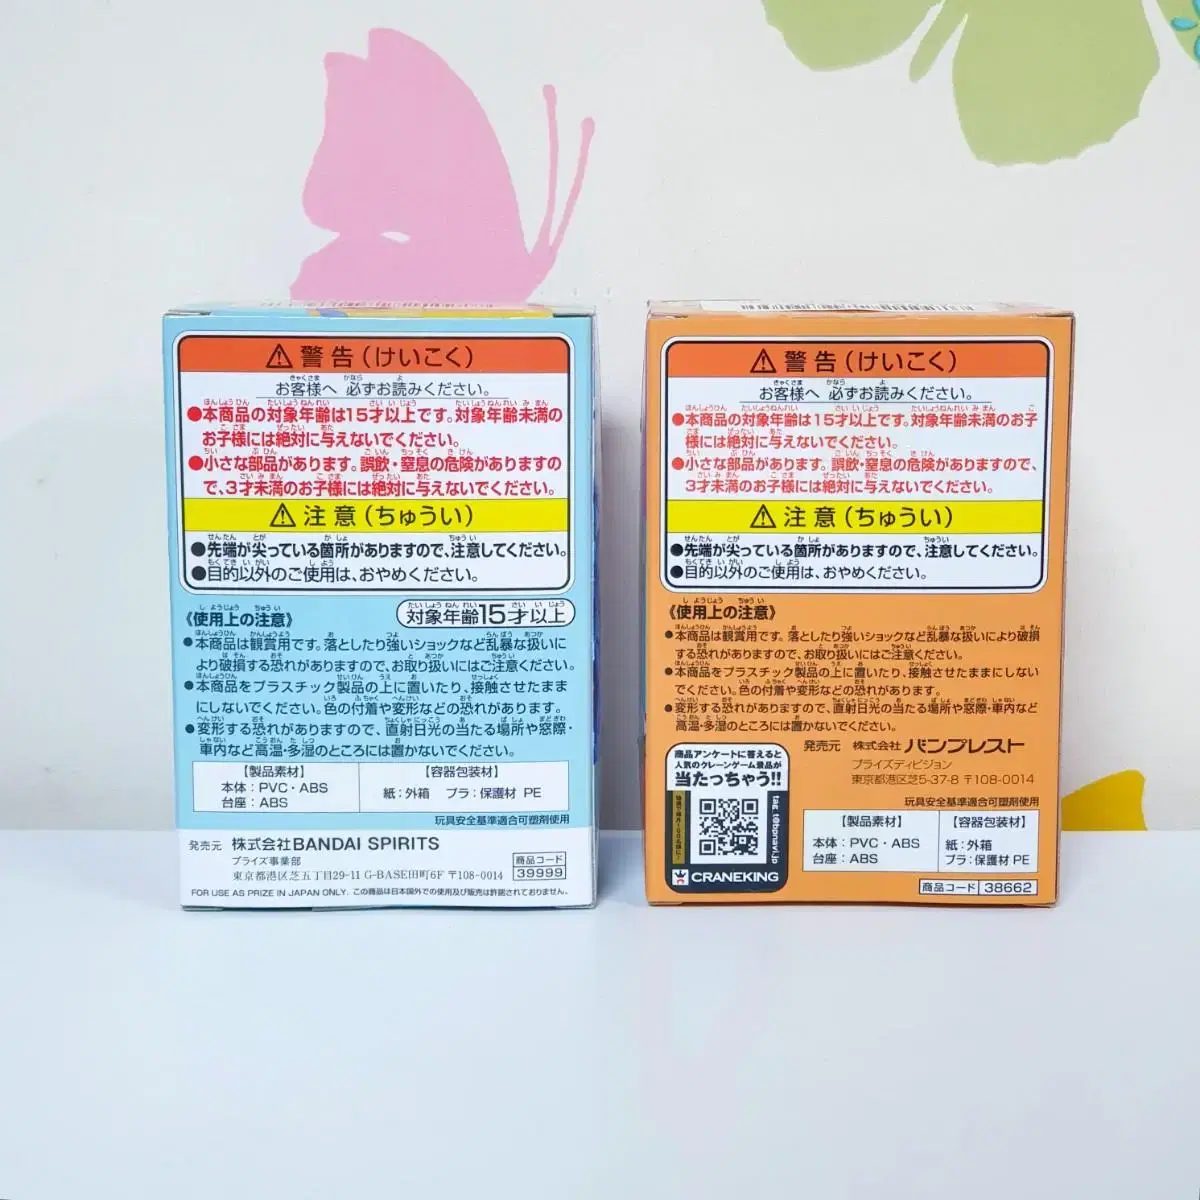 警告(けいこく)
お客様へ 必ずお読みください。
●本商品の対象年齢は15才以上です。対象年齢未満の
お子様には絶対に与えないでください。
●小さな部品があります。誤飲・窒息の危険がありますの
で、3才未満のお子様には絶対に与えないでください。
注意(ちゅうい)
●先端が尖っている箇所がありますので、注意してください。
●目的以外のご使用は、おやめください。
《使用上の注意》 対象年齢15才以上
●本商品は観賞用です。落としたり強いショックなど乱暴な扱いに
より破損する恐れがありますので、お取り扱いにはご注意ください。
●本商品をプラスチック製品の上に置いたり、接触させたまま
にしないでください。色の付着や変形などの恐れがあります。
●変形する恐れがありますので、直射日光の当たる場所や窓際・
車内など高温・多湿のところには置かないでください。
【製品素材】 【容器包装材】
本体：PVC・ABS 紙：外箱 プラ：保護材 PE
台座：ABS
玩具安全基準適合可塑剤使用
発売元 株式会社BANDAI SPIRITS
プライズ事業部
東京都港区芝五丁目29-11 G-BASE田町6F 〒108-0014
商品コード 39999
FOR USE AS PRIZE IN JAPAN ONLY. この商品は日本国外での使用及び販売は許諾されておりません。
警告(けいこく)
お客様へ 必ずお読みください。
●本商品の対象年齢は15才以上です。対象年齢未満のお子
様には絶対に与えないでください。
●小さな部品があります。誤飲・窒息の危険がありますので、
3才未満のお子様には絶対に与えないでください。
注意(ちゅうい)
●先端が尖っている箇所がありますので、注意してください。
●目的以外のご使用は、おやめください。
《使用上の注意》
●本商品は観賞用です。落としたり強いショックなど乱暴な扱いにより破損
する恐れがありますので、お取り扱いにはご注意ください。
●本商品をプラスチック製品の上に置いたり、接触させたままにしない
でください。色の付着や変形などの恐れがあります。
●変形する恐れがありますので、直射日光の当たる場所や窓際・車内など
高温・多湿のところには置かないでください。
商品アンケートに答えると
人気のクレーンゲーム景品が
当たっちゃう!!
CRANEKING
発売元 株式会社 バンプレスト
プライズディビジョン
東京都港区芝5-37-8 〒108-0014
玩具安全基準適合可塑剤使用
【製品素材】 【容器包装材】
本体：PVC・ABS 紙：外箱
台座：ABS プラ：保護材 PE
商品コード 38662